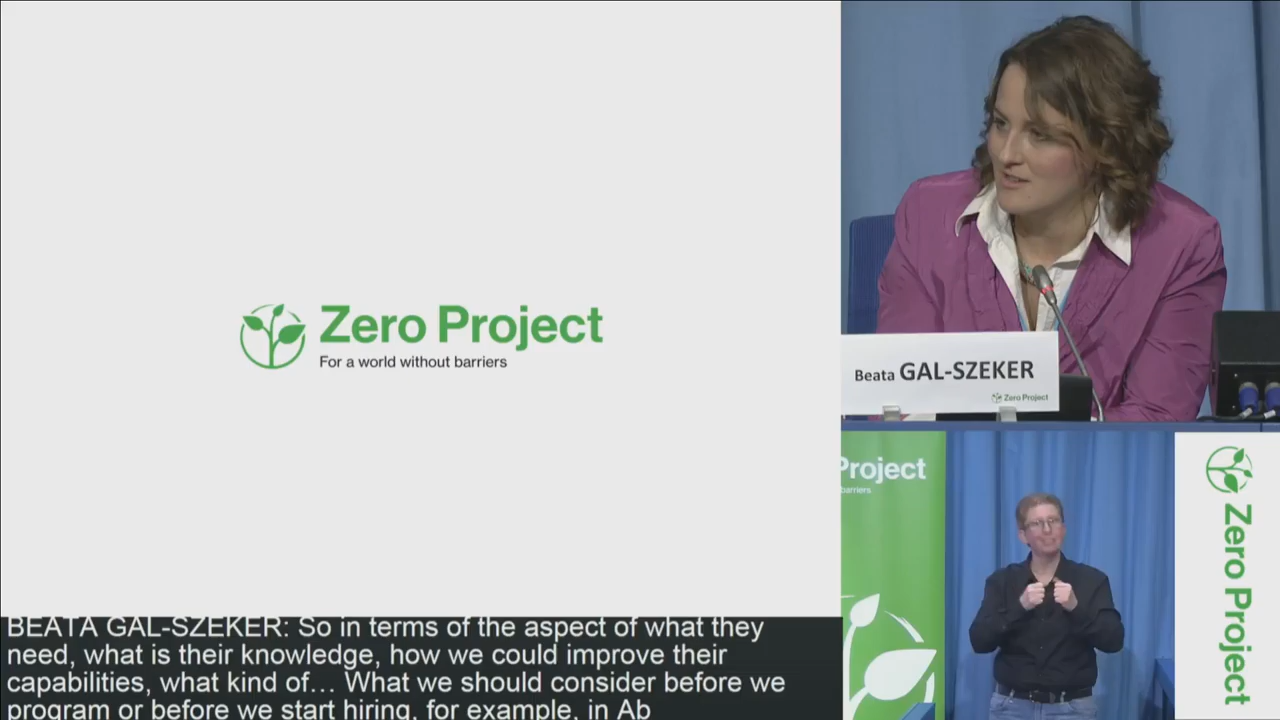 Zero Project
For a world without barriers
Beata GAL-SZEKER
Zero Project
Project
barriers.
Zero Project
BEATA GAL-SZEKER: So in terms of the aspect of what they
need, what is their knowledge, how we could improve their
capabilities, what kind of... What we should consider before we
program or before we start hiring, for example, in Ab